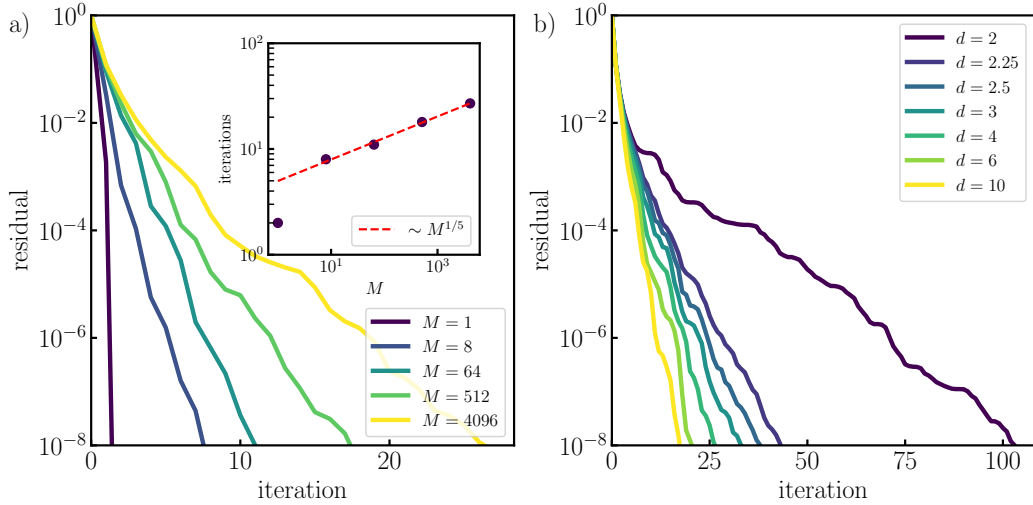 a)
residual
10^0
10^{-2}
10^{-4}
10^{-6}
10^{-8}
0
10
20
iteration
iterations
10^2
10^1
10^0
10^1
10^3
M
∼ M^{1/5}
M = 1
M = 8
M = 64
M = 512
M = 4096
b)
residual
10^0
10^{-2}
10^{-4}
10^{-6}
10^{-8}
0
25
50
75
100
iteration
d = 2
d = 2.25
d = 2.5
d = 3
d = 4
d = 6
d = 10